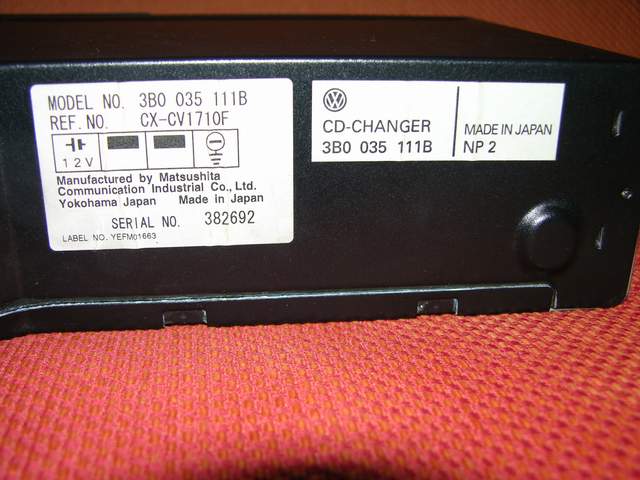 MODEL NO. 3B0 035 111B
REF. NO. CX-CV1710F
12V
Manufactured by Matsushita
Communication Industrial Co., Ltd.
Yokohama Japan Made in Japan
SERIAL NO. 382692
LABEL NO. YEFM01663
CD-CHANGER
3B0 035 111B
MADE IN JAPAN
NP 2